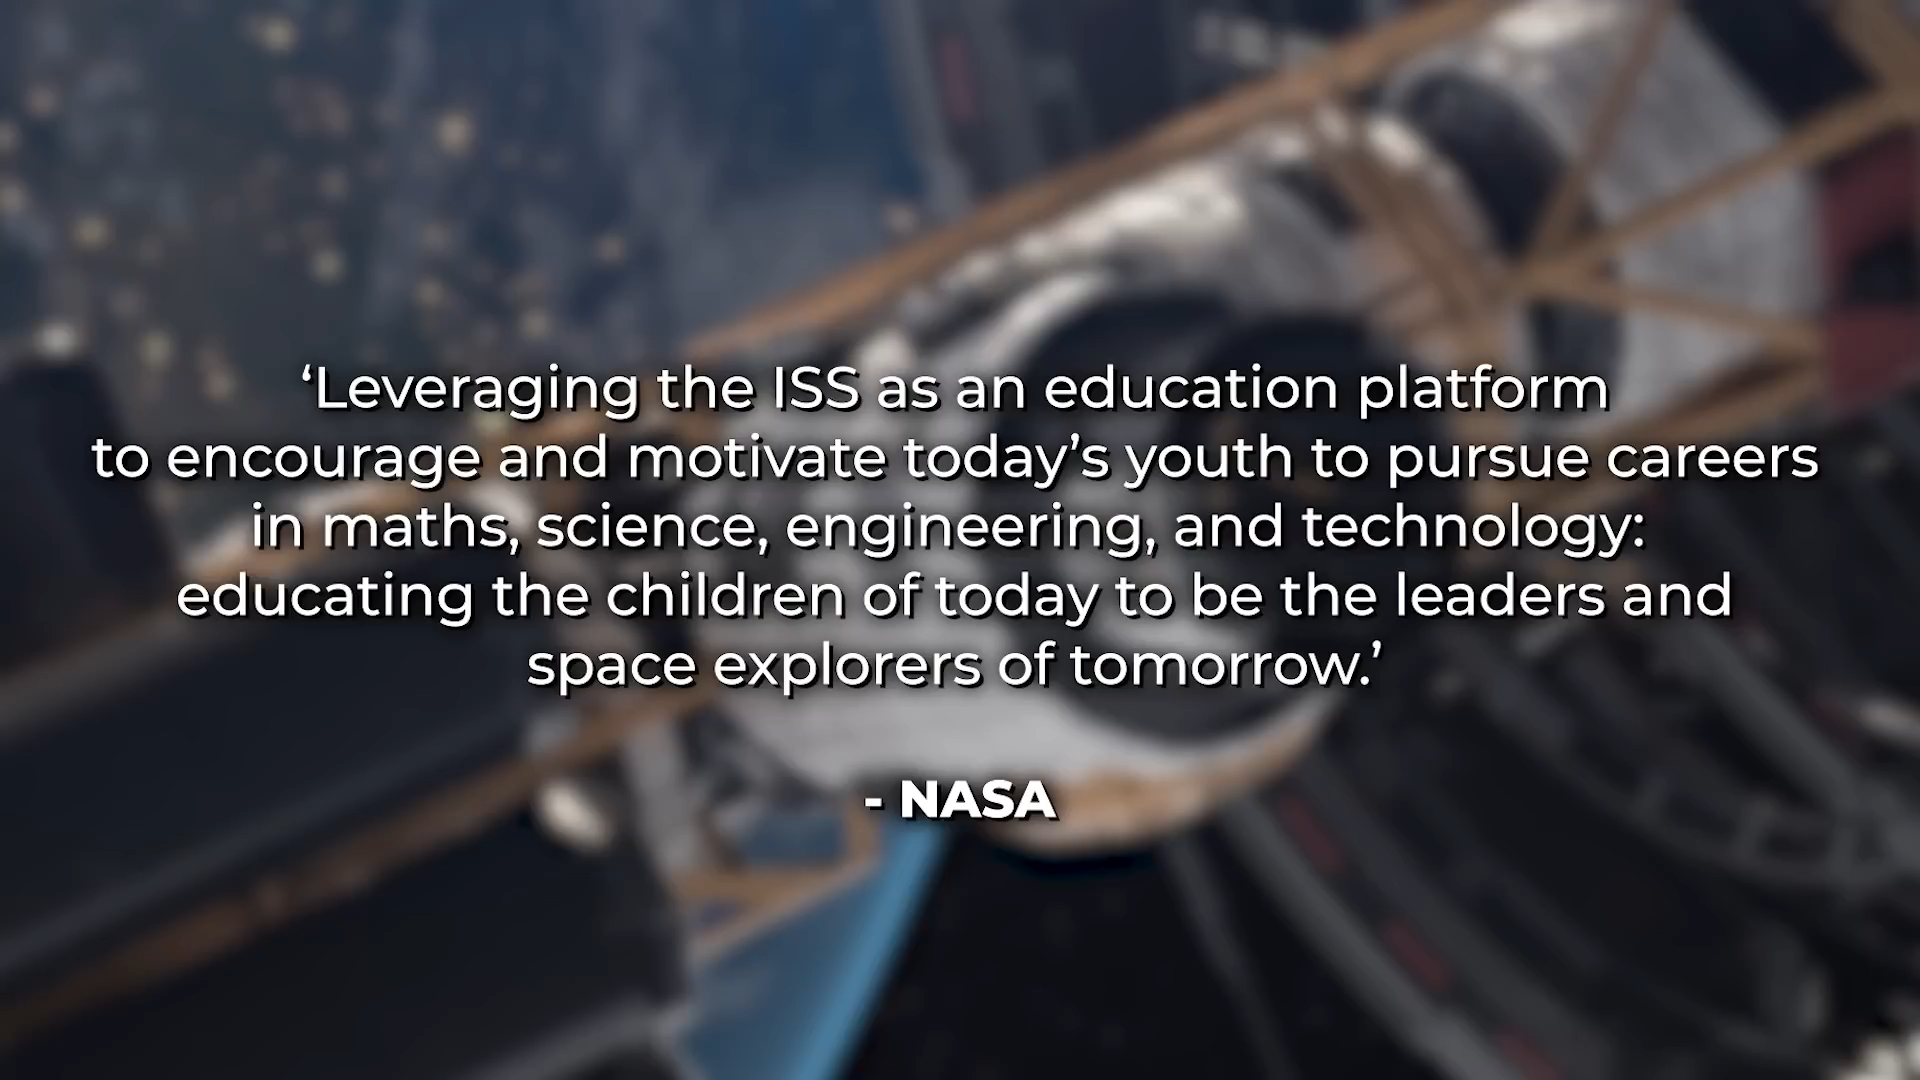 ‘Leveraging the ISS as an education platform
to encourage and motivate today’s youth to pursue careers
in maths, science, engineering, and technology:
educating the children of today to be the leaders and
space explorers of tomorrow.’
- NASA